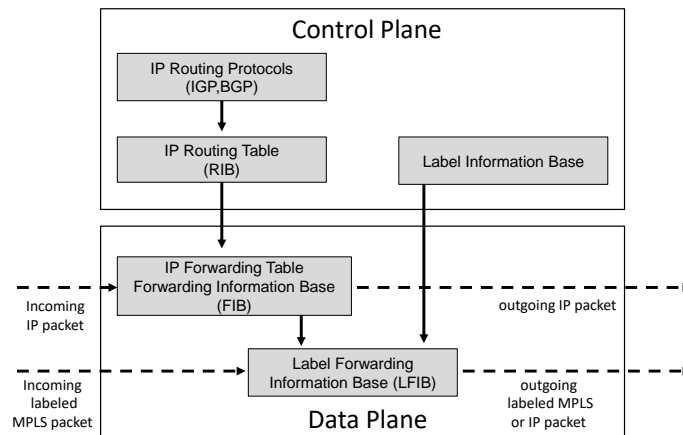 Control Plane
IP Routing Protocols
(IGP,BGP)
IP Routing Table
(RIB)
Label Information Base
IP Forwarding Table
Forwarding Information Base
(FIB)
Incoming
IP packet
outgoing IP packet
Label Forwarding
Information Base (LFIB)
Incoming
labeled
MPLS packet
outgoing
labeled MPLS
or IP packet
Data Plane